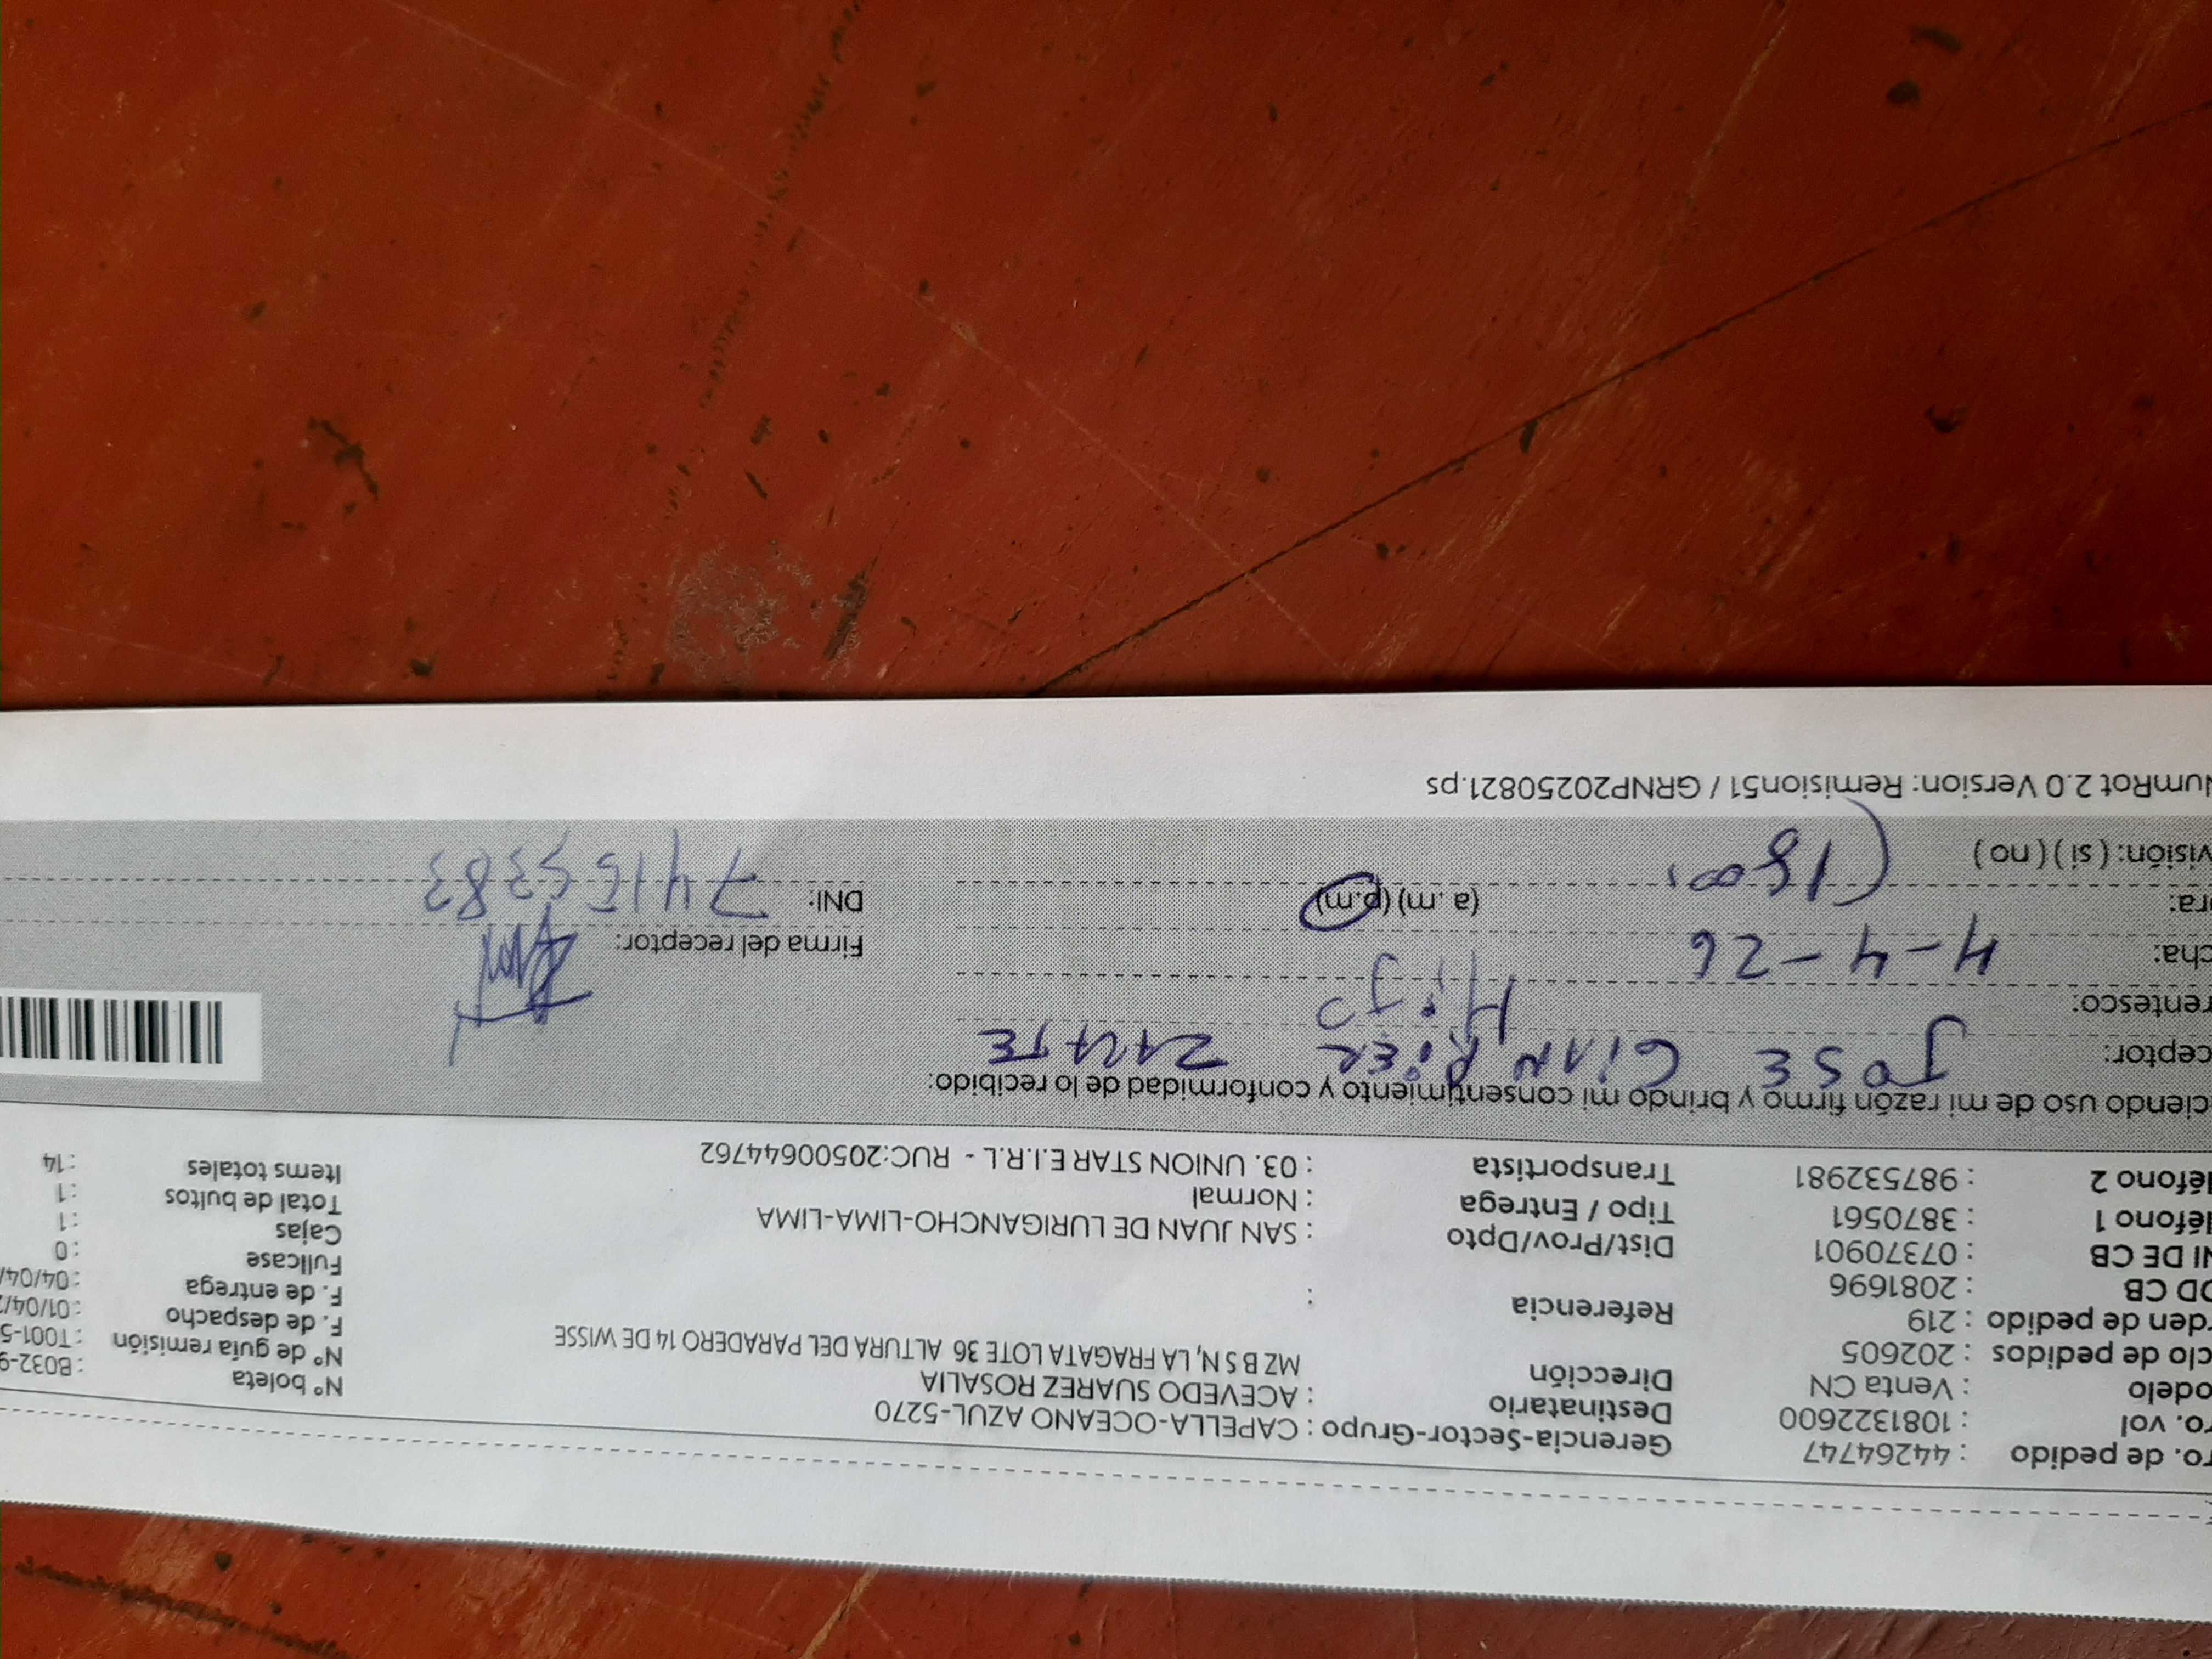 ro. de pedido : 44264747 Gerencia-Sector-Grupo : CAPELLA-OCEANO AZUL-5270
ro. vol : 1081322600 Destinatario : ACEVEDO SUAREZ ROSALIA Nº boleta : B032-9
odelo : Venta CN Dirección MZ B S N, LA FRAGATA LOTE 36 ALTURA DEL PARADERO 14 DE WISSE Nº de guía remisión : T001-5
clo de pedidos : 202605 F. de despacho : 01/04/
rden de pedido : 219 Referencia : F. de entrega : 04/04/
OD CB : 2081696 Fullcase : 0
NI DE CB : 07370901 Dist/Prov/Dpto : SAN JUAN DE LURIGANCHO-LIMA-LIMA Cajas : 1
léfono 1 : 3870561 Tipo / Entrega : Normal Total de bultos : 1
léfono 2 : 987532981 Transportista : 03. UNION STAR E.I.R.L - RUC:20500644762 Items totales : 14
ciendo uso de mi razón firmo y brindo mi consentimiento y conformidad de lo recibido:
ceptor: JOSE GIAN PIER ZARATE
rentesco: Hijo
cha: 4-4-26 Firma del receptor:
ra: (a. m) (p.m) DNI: 74155383
visión: ( si ) ( no )
NumRot 2.0 Version: Remision51 / GRNP20250821.ps